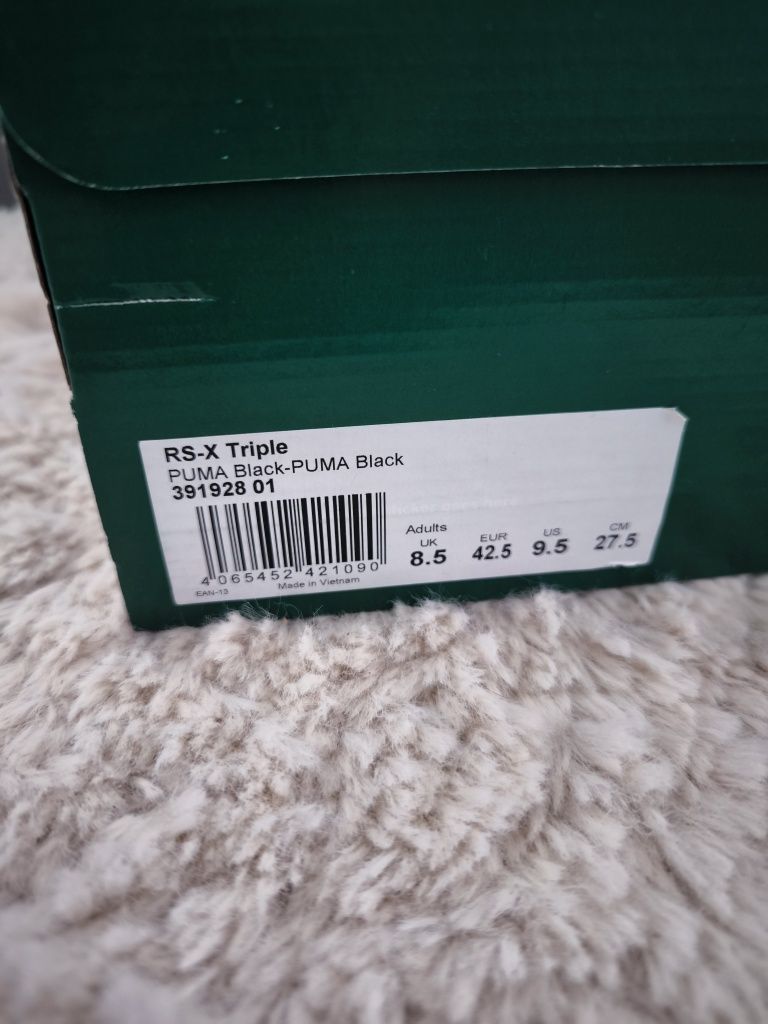 RS-X Triple
PUMA Black-PUMA Black
391928 01
Adults
UK EUR US CM
8.5 42.5 9.5 27.5
4 065452 421090
EAN-13 Made in Vietnam